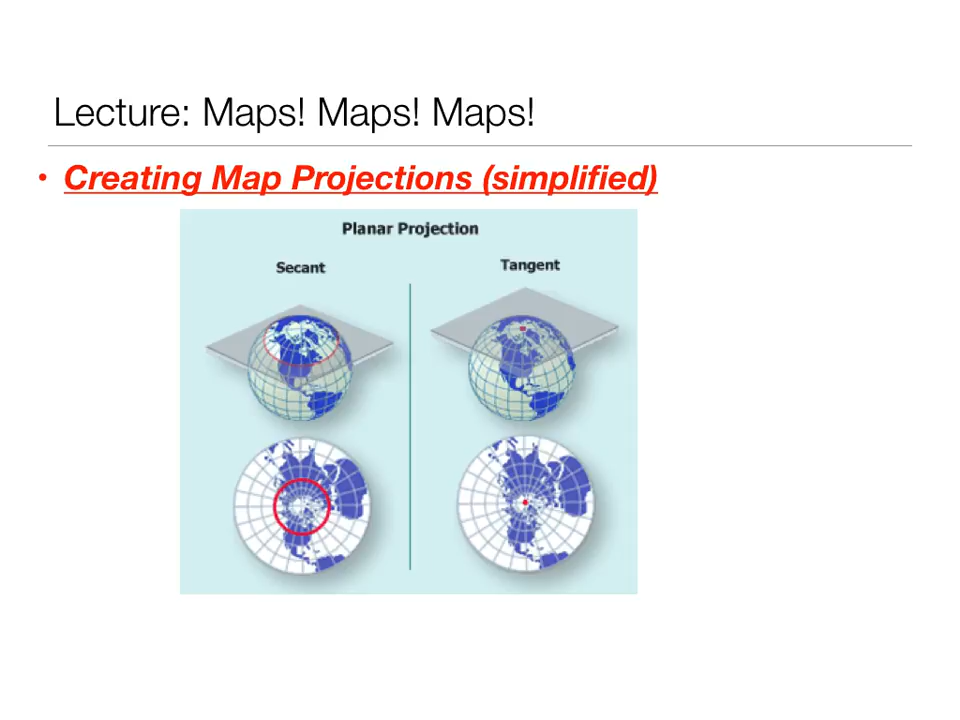 Lecture: Maps! Maps! Maps!
• Creating Map Projections (simplified)
Planar Projection
Secant
Tangent